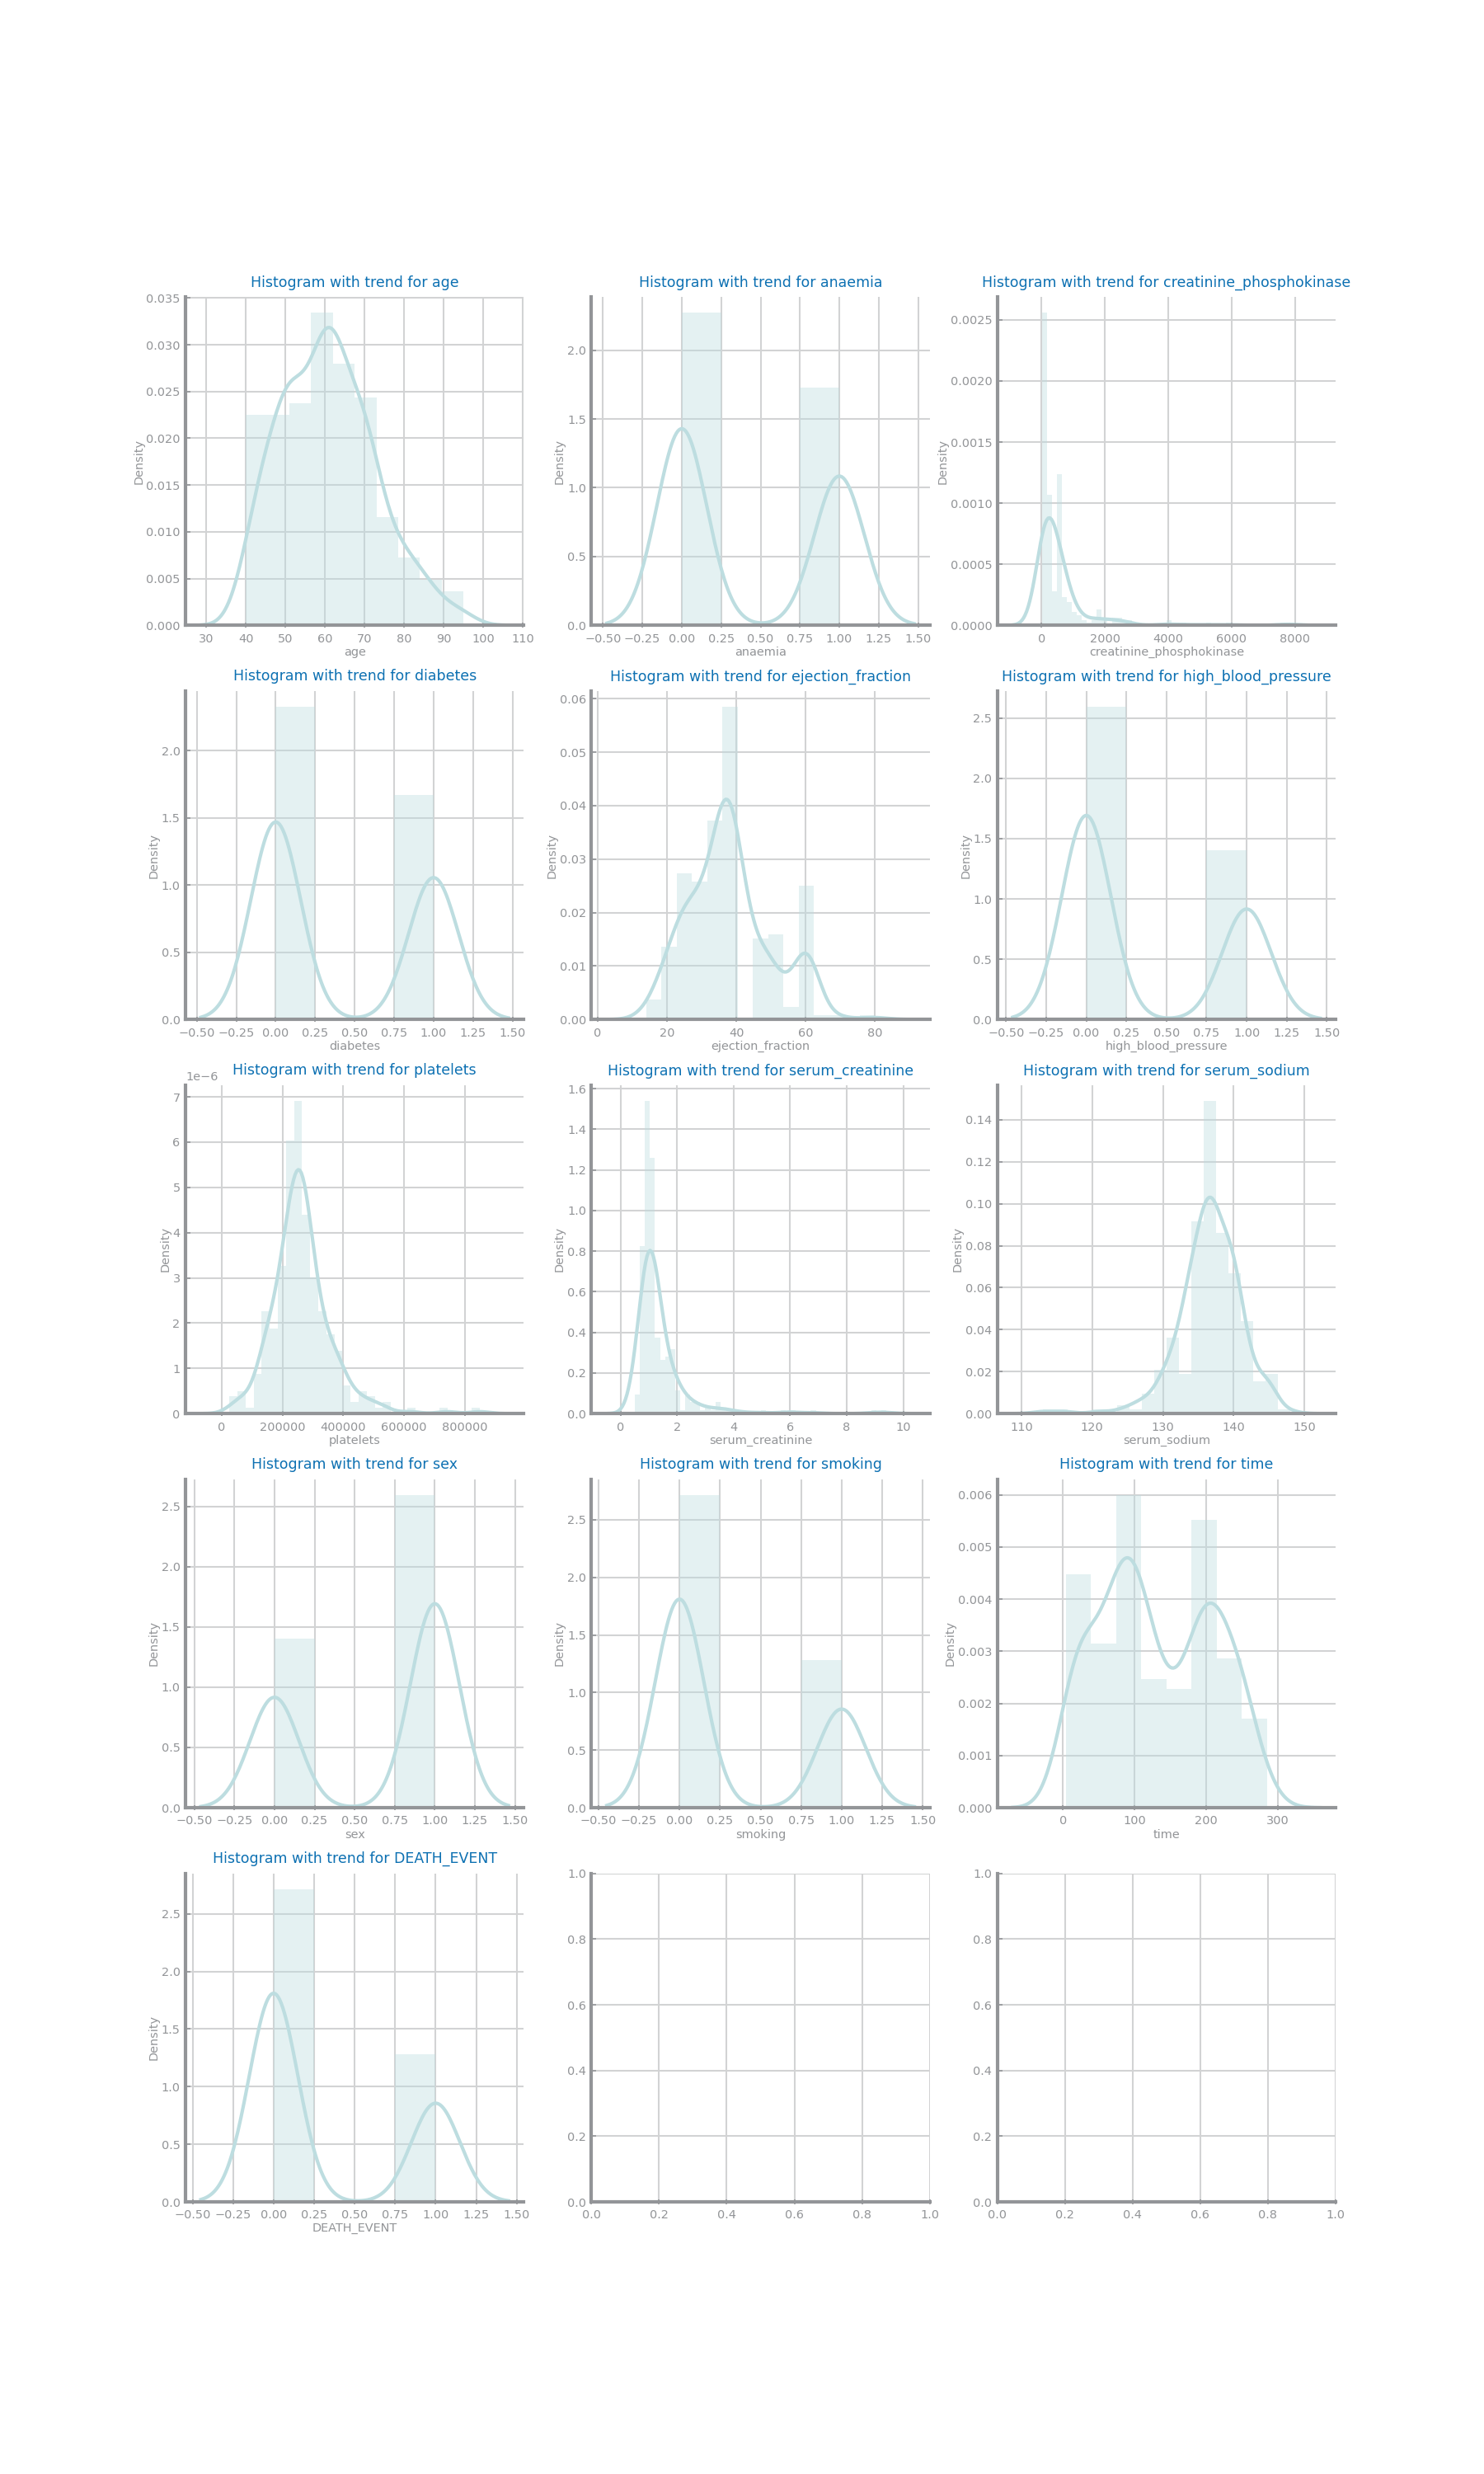 Histogram with trend for age
Histogram with trend for anaemia
Histogram with trend for creatinine_phosphokinase
0.035
0.030
0.025
0.020
0.015
0.010
0.005
0.000
Density
30 40 50 60 70 80 90 100 110
age
2.0
1.5
1.0
0.5
0.0
Density
−0.50 −0.25 0.00 0.25 0.50 0.75 1.00 1.25 1.50
anaemia
0.0025
0.0020
0.0015
0.0010
0.0005
0.0000
Density
0 2000 4000 6000 8000
creatinine_phosphokinase
Histogram with trend for diabetes
Histogram with trend for ejection_fraction
Histogram with trend for high_blood_pressure
2.0
1.5
1.0
0.5
0.0
Density
−0.50 −0.25 0.00 0.25 0.50 0.75 1.00 1.25 1.50
diabetes
0.06
0.05
0.04
0.03
0.02
0.01
0.00
Density
0 20 40 60 80
ejection_fraction
2.5
2.0
1.5
1.0
0.5
0.0
Density
−0.50 −0.25 0.00 0.25 0.50 0.75 1.00 1.25 1.50
high_blood_pressure
Histogram with trend for platelets
Histogram with trend for serum_creatinine
Histogram with trend for serum_sodium
1e−6
7
6
5
4
3
2
1
0
Density
0 200000 400000 600000 800000
platelets
1.6
1.4
1.2
1.0
0.8
0.6
0.4
0.2
0.0
Density
0 2 4 6 8 10
serum_creatinine
0.14
0.12
0.10
0.08
0.06
0.04
0.02
0.00
Density
110 120 130 140 150
serum_sodium
Histogram with trend for sex
Histogram with trend for smoking
Histogram with trend for time
2.5
2.0
1.5
1.0
0.5
0.0
Density
−0.50 −0.25 0.00 0.25 0.50 0.75 1.00 1.25 1.50
sex
2.5
2.0
1.5
1.0
0.5
0.0
Density
−0.50 −0.25 0.00 0.25 0.50 0.75 1.00 1.25 1.50
smoking
0.006
0.005
0.004
0.003
0.002
0.001
0.000
Density
0 100 200 300
time
Histogram with trend for DEATH_EVENT
2.5
2.0
1.5
1.0
0.5
0.0
Density
−0.50 −0.25 0.00 0.25 0.50 0.75 1.00 1.25 1.50
DEATH_EVENT
1.0
0.8
0.6
0.4
0.2
0.0
0.0 0.2 0.4 0.6 0.8 1.0
1.0
0.8
0.6
0.4
0.2
0.0
0.0 0.2 0.4 0.6 0.8 1.0